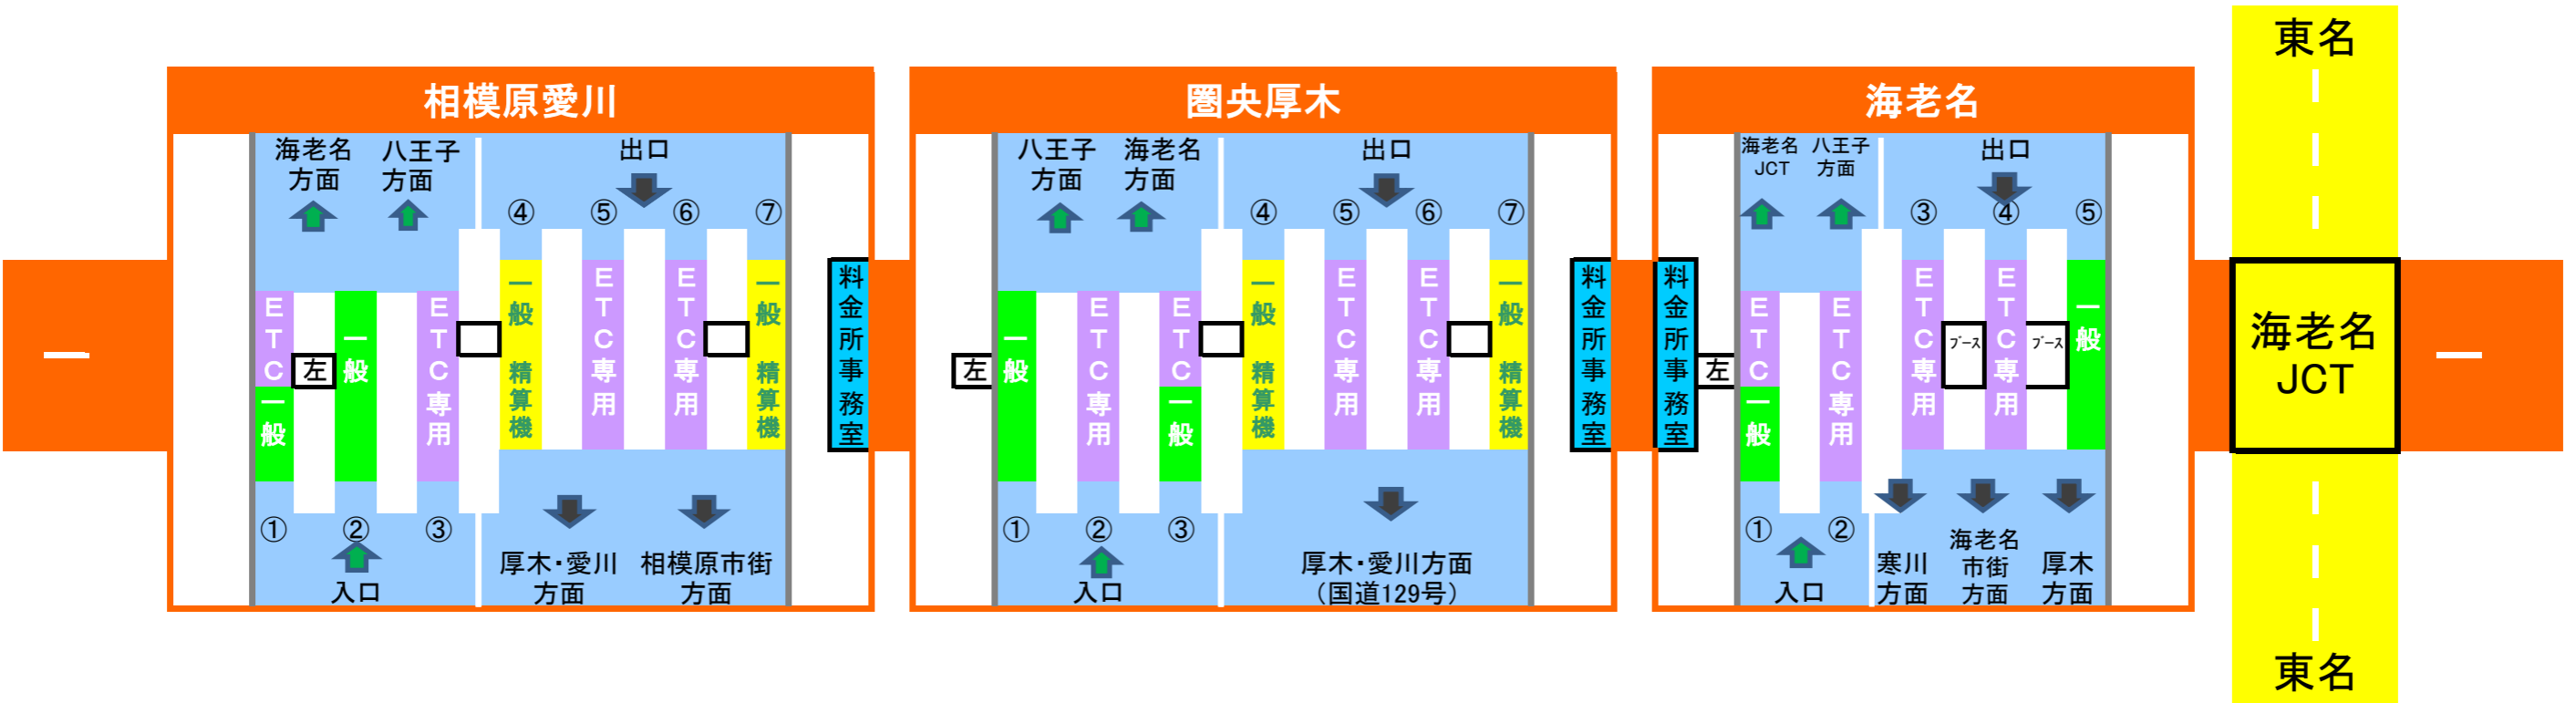 東名
相模原愛川
海老名
方面
八王子
方面
出口
④
⑤
⑥
⑦
ETC
一般
左
一般
ETC専用
一般 精算機
ETC専用
ETC専用
一般 精算機
料金所事務室
①
②
③
入口
厚木・愛川
方面
相模原市街
方面
圏央厚木
八王子
方面
海老名
方面
出口
④
⑤
⑥
⑦
左
一般
ETC専用
ETC
一般
一般 精算機
ETC専用
ETC専用
一般 精算機
料金所事務室
①
②
③
入口
厚木・愛川方面
（国道129号）
海老名
海老名
JCT
八王子
方面
出口
③
④
⑤
料金所事務室
左
ETC
一般
ETC専用
ETC専用
ブース
ETC専用
ブース
一般
①
②
入口
寒川
方面
海老名
市街
方面
厚木
方面
海老名
JCT
東名